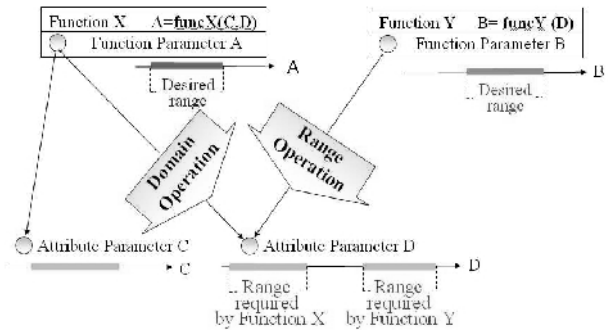 Function X A=funcX(C,D)
Function Parameter A
A
Desired
range
Function Y B= funcY (D)
Function Parameter B
B
Desired
range
Domain
Operation
Range
Operation
Attribute Parameter C
C
Attribute Parameter D
D
Range
required
by Function X
Range
required
by Function Y